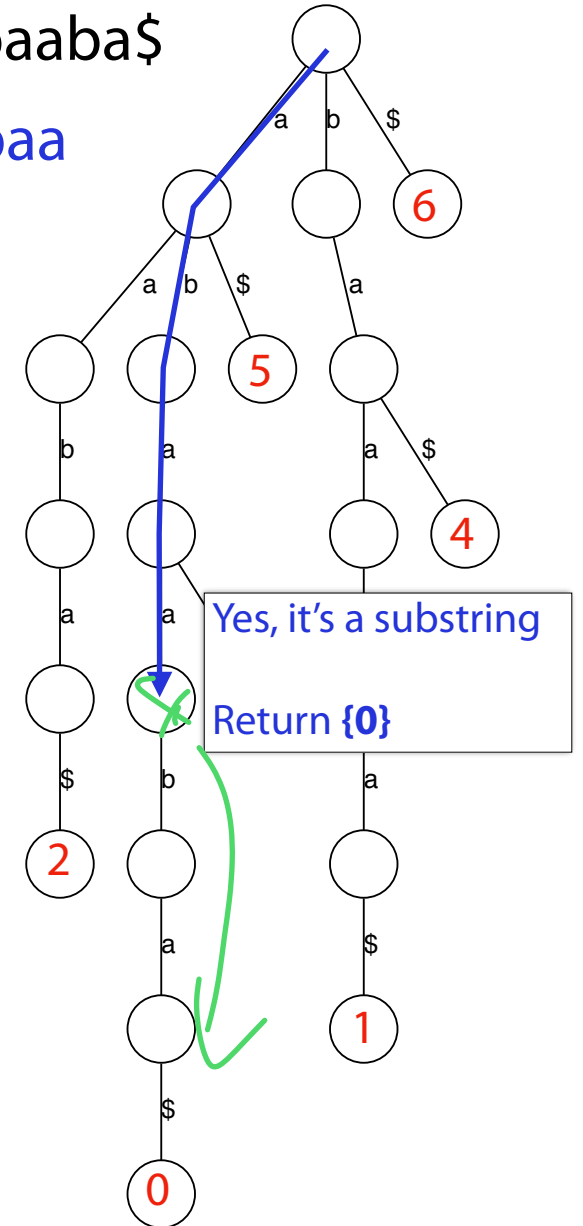 baaba$
baa
a b $
6
a b $ a
5
b a a $
4
a a
Yes, it's a substring
Return {0}
$ b a
2
a $
1
$
0